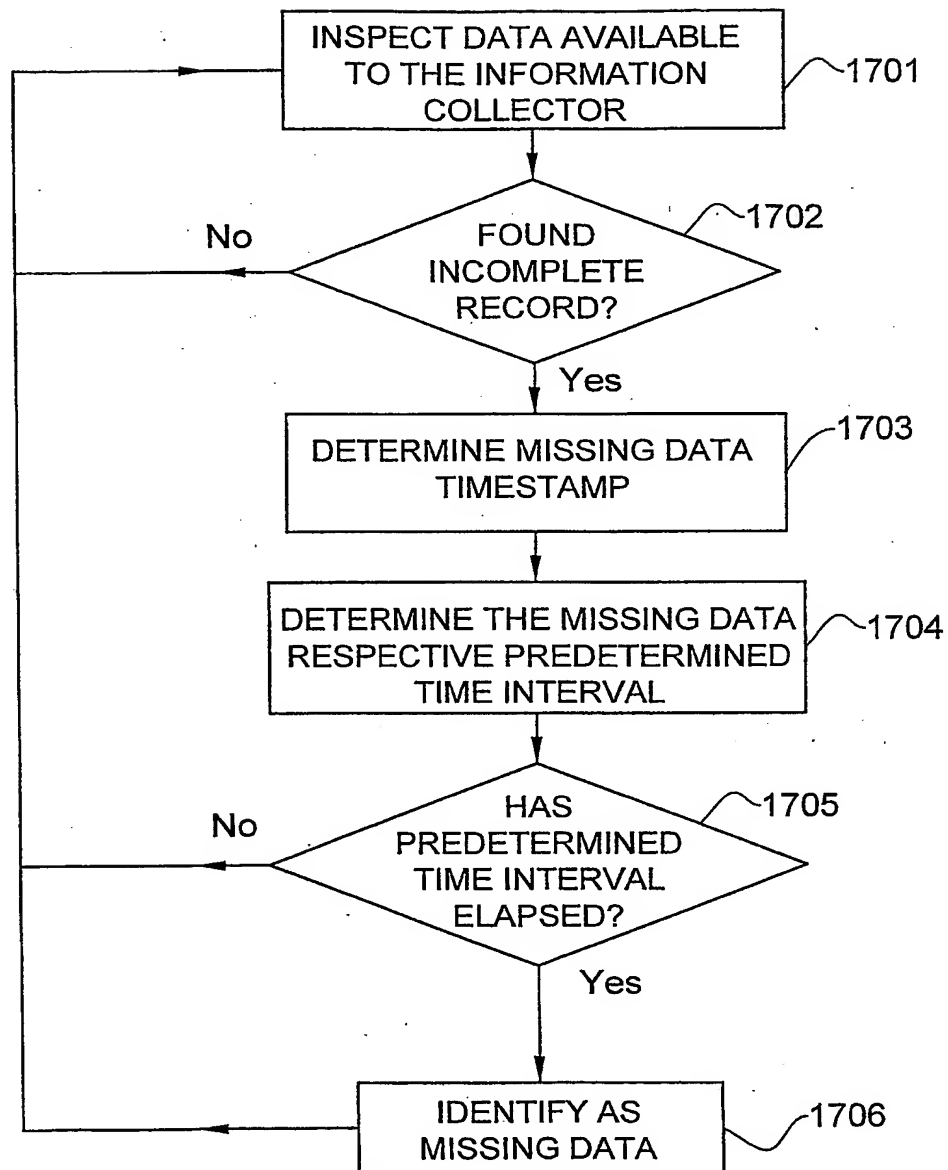 INSPECT DATA AVAILABLE
TO THE INFORMATION
COLLECTOR
1701
FOUND
INCOMPLETE
RECORD?
1702
No
Yes
DETERMINE MISSING DATA
TIMESTAMP
1703
DETERMINE THE MISSING DATA
RESPECTIVE PREDETERMINED
TIME INTERVAL
1704
HAS
PREDETERMINED
TIME INTERVAL
ELAPSED?
1705
No
Yes
IDENTIFY AS
MISSING DATA
1706